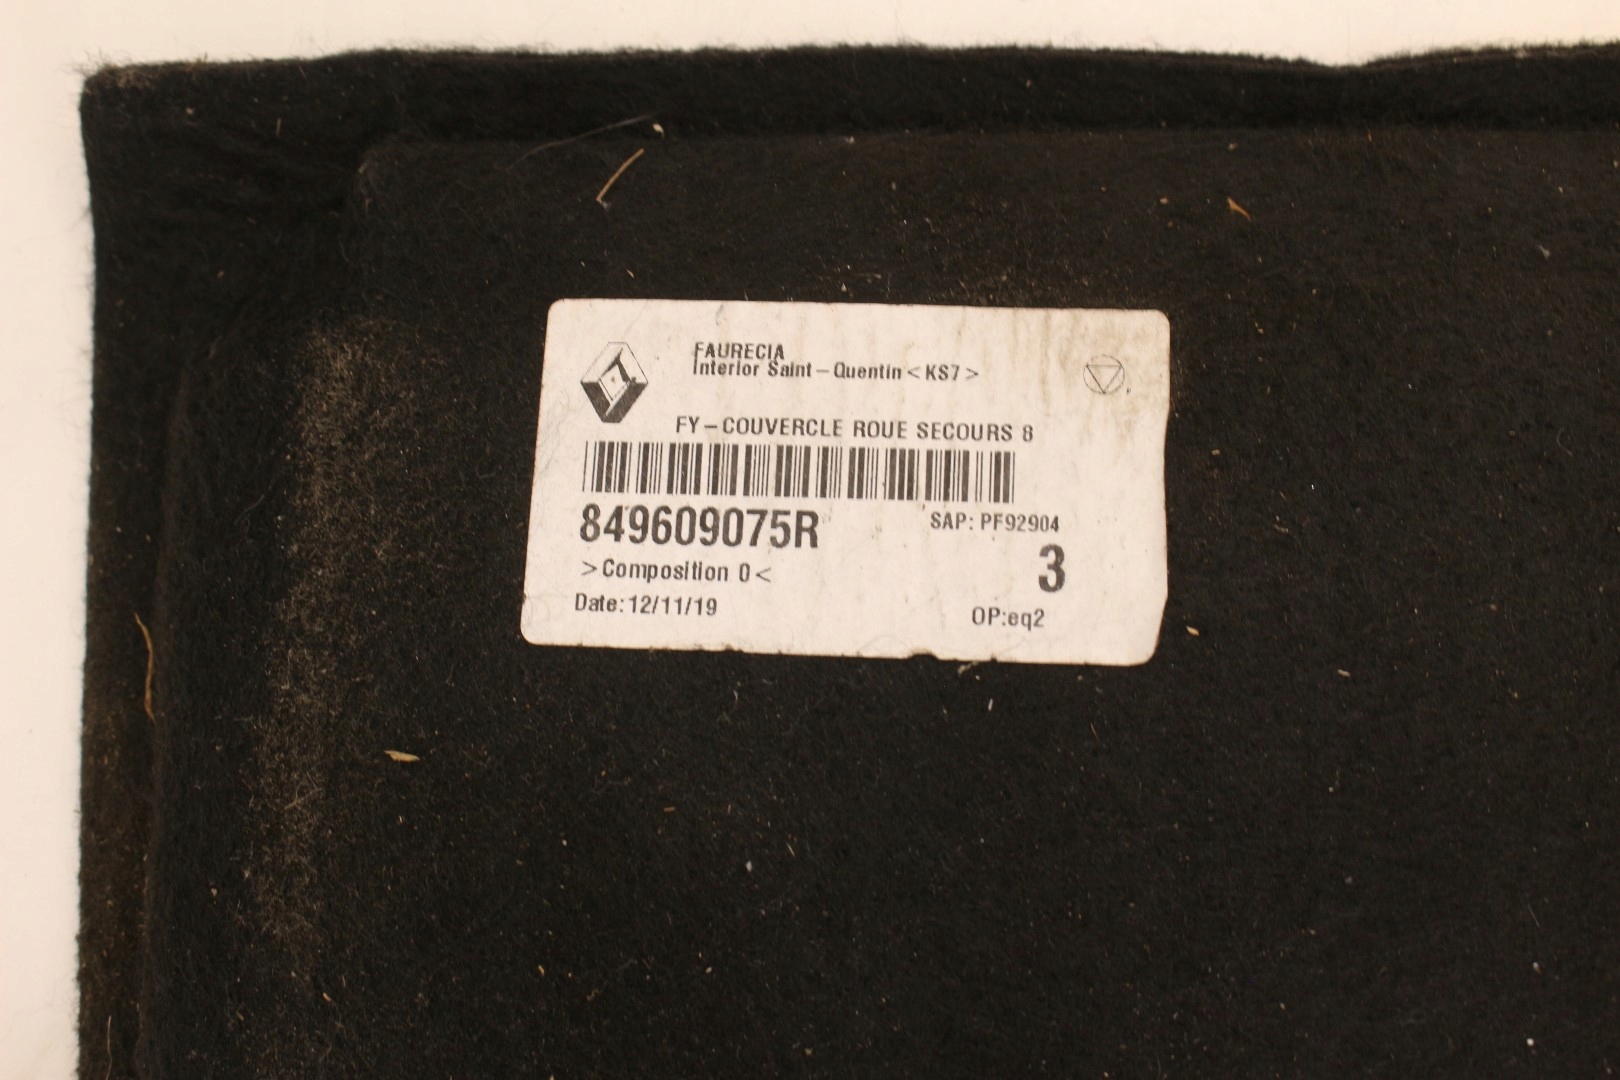 FAURECIA
Interior Saint-Quentin <KS7>
FY-COUVERCLE ROUE SECOURS 8
849609075R
SAP: PF92904
3
>Composition 0<
Date:12/11/19
OP:eq2